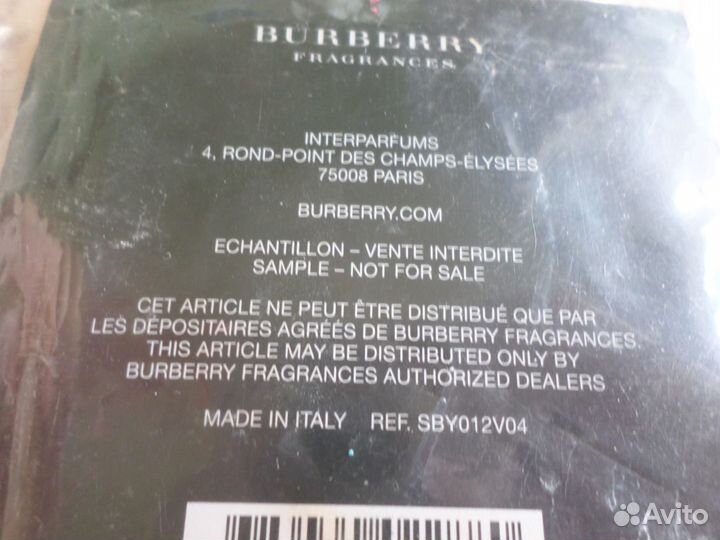 BURBERRY
FRAGRANCES
INTERPARFUMS
4, ROND-POINT DES CHAMPS-ÉLYSÉES
75008 PARIS
BURBERRY.COM
ECHANTILLON – VENTE INTERDITE
SAMPLE – NOT FOR SALE
CET ARTICLE NE PEUT ÊTRE DISTRIBUÉ QUE PAR
LES DÉPOSITAIRES AGRÉÉS DE BURBERRY FRAGRANCES.
THIS ARTICLE MAY BE DISTRIBUTED ONLY BY
BURBERRY FRAGRANCES AUTHORIZED DEALERS
MADE IN ITALY REF. SBY012V04
Avito